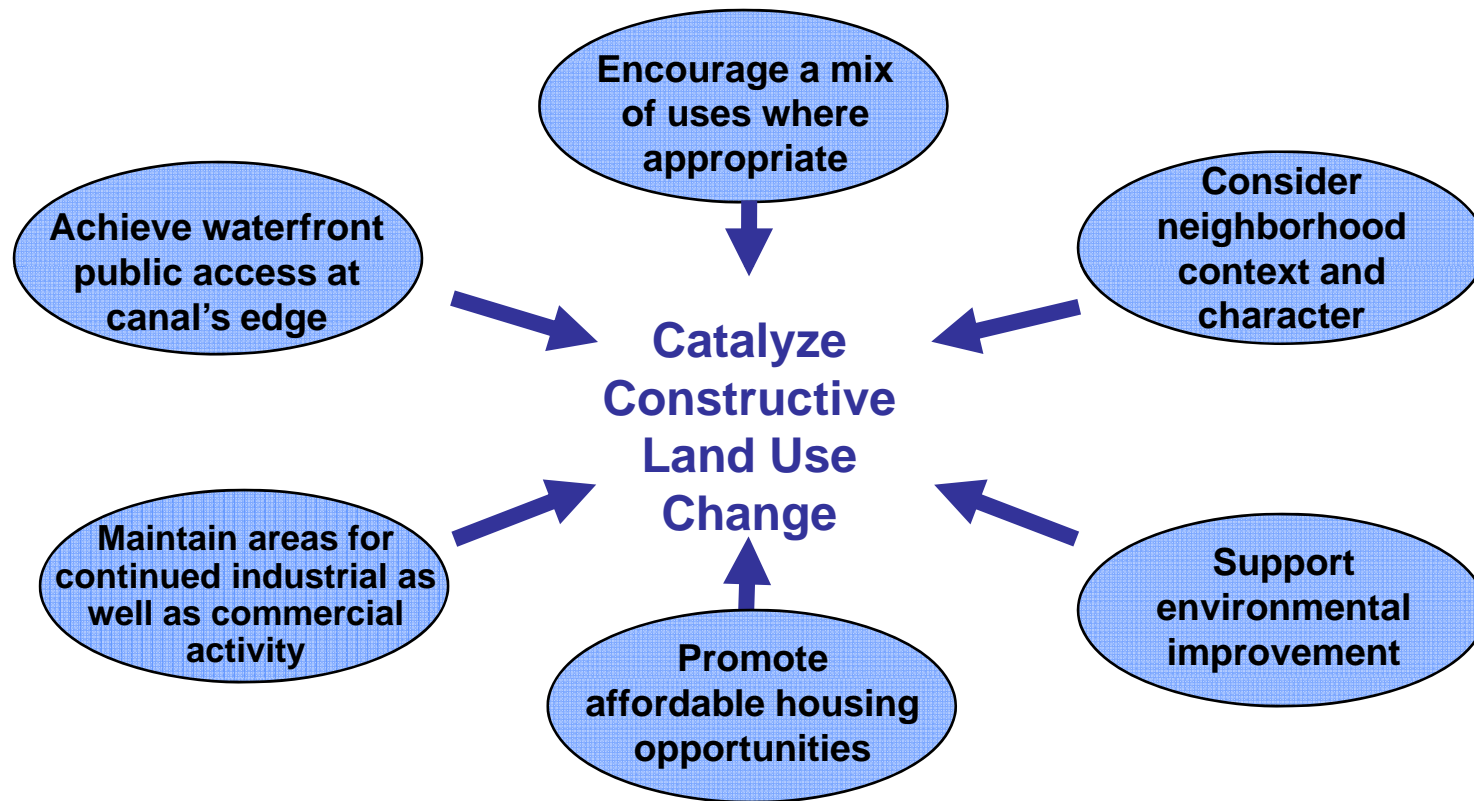 Encourage a mix
of uses where
appropriate
Achieve waterfront
public access at
canal’s edge
Consider
neighborhood
context and
character
Catalyze
Constructive
Land Use
Change
Maintain areas for
continued industrial as
well as commercial
activity
Promote
affordable housing
opportunities
Support
environmental
improvement